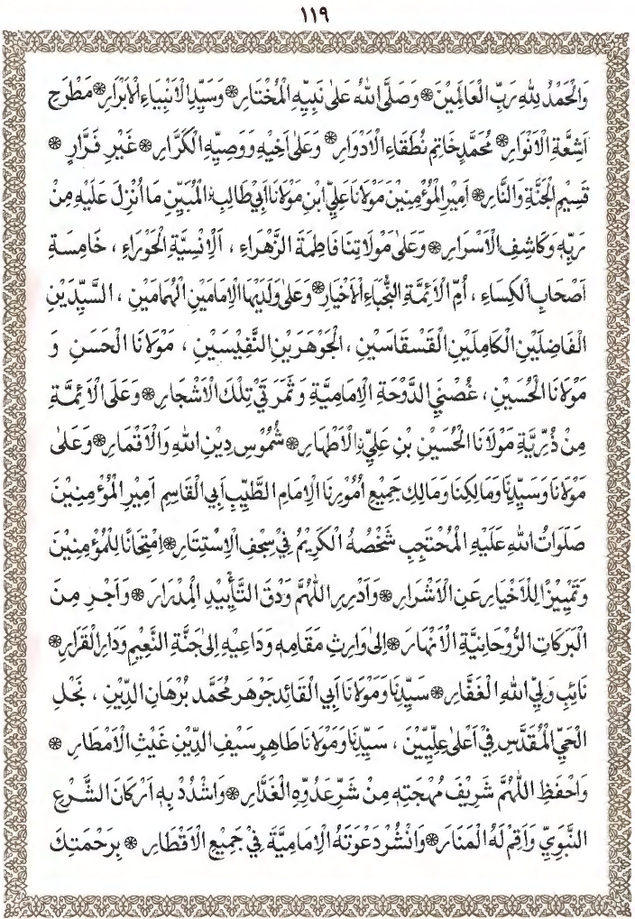 ١١٩
وَالْحَمْدُ لِلّٰهِ رَبِّ الْعَالَمِيْنَ ۞ وَصَلَّى اللهُ عَلٰى نَبِيِّهِ الْمُخْتَارِ ۞ وَسَيِّدِ الْاَنْبِيَاءِ الْاَبْرَارِ ۞ مَطْرَحِ
اَشِعَّةِ الْاَنْوَارِ ۞ مُحَمَّدٍ خَاتِمِ نُطَقَاءِ الْاَدْوَارِ ۞ وَعَلٰى اَخِيْهِ وَوَصِيِّهِ الْكَرَّارِ ۞ غَيْرِ فَرَّارٍ ۞
قَسِيْمِ الْجَنَّةِ وَالنَّارِ ۞ اَمِيْرِ الْمُؤْمِنِيْنَ مَوْلَانَا عَلِيِّ ابْنِ مَوْلَانَا اَبِيْ طَالِبِ ۣالْمُبَيِّنِ مَا اُنْزِلَ عَلَيْهِ مِنْ
رَبِّهٖ وَكَاشِفِ الْاَسْرَارِ ۞ وَعَلٰى مَوْلَاتِنَا فَاطِمَةَ الزَّهْرَاءِ ، اَلْاِنْسِيَّةِ الْحَوْرَاءِ ، خَامِسَةِ
اَصْحَابِ الْكِسَاءِ ، اُمِّ الْاَئِمَّةِ النُّجَبَاءِ الْاَخْيَارِ ۞ وَعَلٰى وَلَدَيْهَا الْاِمَامَيْنِ الْهُمَامَيْنِ ، السَّيِّدَيْنِ
الْفَاضِلَيْنِ الْكَامِلَيْنِ الْقَسْقَاسَيْنِ ، الْجَوْهَرَيْنِ النَّفِيْسَيْنِ ، مَوْلَانَا الْحَسَنِ وَ
مَوْلَانَا الْحُسَيْنِ ، غُصْنَيِ الدَّوْحَةِ الْاِمَامِيَّةِ وَثَمَرَتَيْ تِلْكَ الْاَشْجَارِ ۞ وَعَلَى الْاَئِمَّةِ
مِنْ ذُرِّيَّةِ مَوْلَانَا الْحُسَيْنِ بْنِ عَلِيِّ ۣالْاَطْهَارِ ۞ شُمُوْسِ دِيْنِ اللهِ وَالْاَقْمَارِ ۞ وَعَلٰى
مَوْلَانَا وَسَيِّدِنَا وَمَالِكِنَا وَمَالِكِ جَمِيْعِ اُمُوْرِنَا الْاِمَامِ الطَّيِّبِ اَبِي الْقَاسِمِ اَمِيْرِ الْمُؤْمِنِيْنَ
صَلَوَاتُ اللهِ عَلَيْهِ الْمُحْتَجِبِ شَخْصُهُ الْكَرِيْمُ فِيْ سِجْفِ الْاِسْتِتَارِ ۞ اِمْتِحَانًا لِلْمُؤْمِنِيْنَ
وَتَمْيِيْزًا لِلْاَخْيَارِ عَنِ الْاَشْرَارِ ۞ وَاَدْرِرِ اللّٰهُمَّ وَدْقَ التَّأْيِيْدِ الْمِدْرَارَ ۞ وَاَجْرِ مِنَ
الْبَرَكَاتِ الرُّوْحَانِيَّةِ الْاَنْهَارَ ۞ اِلٰى وَارِثِ مَقَامِهٖ وَدَاعِيْهِ اِلٰى جَنَّةِ النَّعِيْمِ وَدَارِ الْقَرَارِ ۞
نَائِبِ وَلِيِّ اللهِ الْغَفَّارِ ۞ سَيِّدِنَا وَمَوْلَانَا اَبِي الْقَائِدِ جَوْهَر مُحَمَّد بُرْهَانِ الدِّيْنِ ، نَجْلِ
الْحَيِّ الْمُقَدَّسِ فِيْ اَعْلٰى عِلِّيِّيْنَ ، سَيِّدِنَا وَمَوْلَانَا طَاهِرٍ سَيْفِ الدِّيْنِ غَيْثِ الْاَمْطَارِ ۞
وَاحْفَظِ اللّٰهُمَّ شَرِيْفَ مُهْجَتِهٖ مِنْ شَرِّ عَدُوِّهِ الْغَدَّارِ ۞ وَاشْدُدْ بِهٖ اَرْكَانَ الشَّرْعِ
النَّبَوِيِّ وَاَقِمْ لَهُ الْمَنَارَ ۞ وَانْشُرْ دَعْوَتَهُ الْاِمَامِيَّةَ فِيْ جَمِيْعِ الْاَقْطَارِ ۞ بِرَحْمَتِكَ